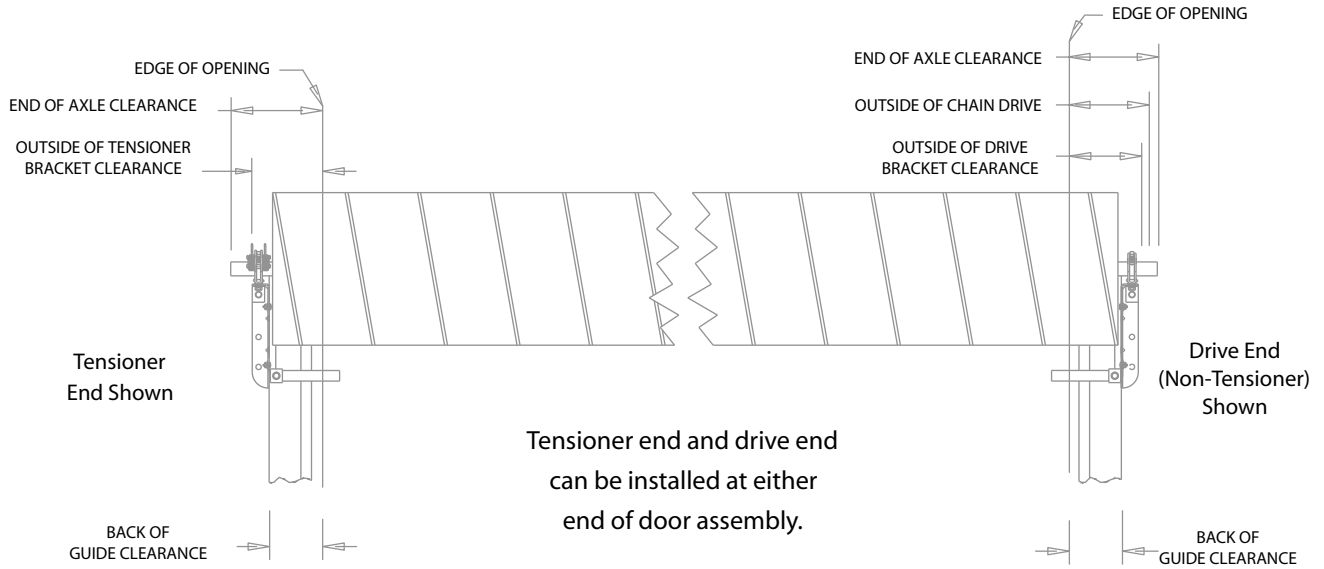 EDGE OF OPENING
END OF AXLE CLEARANCE
OUTSIDE OF TENSIONER
BRACKET CLEARANCE
EDGE OF OPENING
END OF AXLE CLEARANCE
OUTSIDE OF CHAIN DRIVE
OUTSIDE OF DRIVE
BRACKET CLEARANCE
Tensioner
End Shown
Drive End
(Non-Tensioner)
Shown
Tensioner end and drive end
can be installed at either
end of door assembly.
BACK OF
GUIDE CLEARANCE
BACK OF
GUIDE CLEARANCE